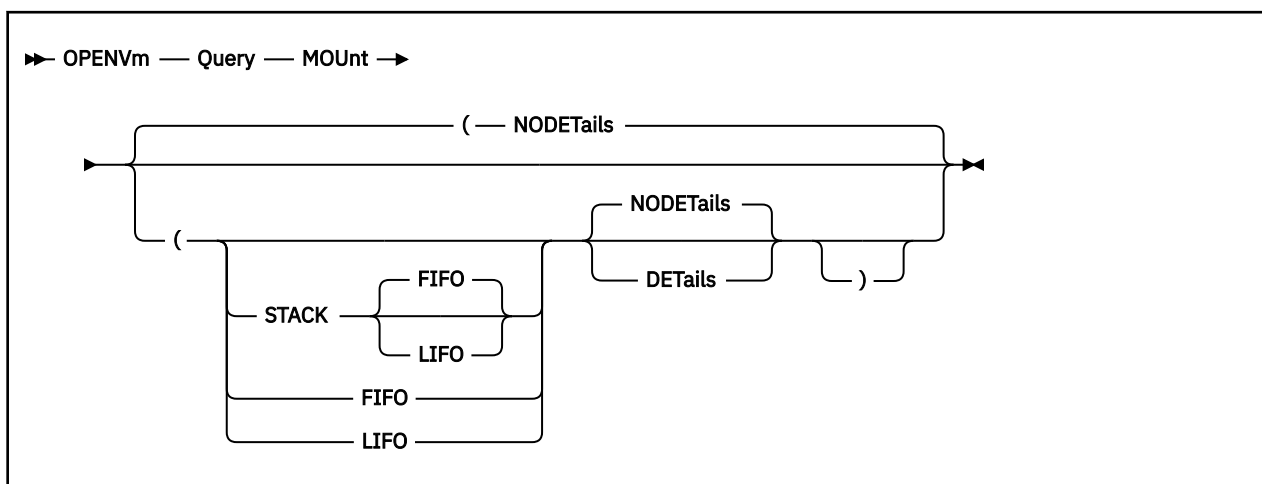 OPENVm Query MOUnt
( NODETails
NODETails
(
FIFO
DETails
)
STACK
LIFO
FIFO
LIFO